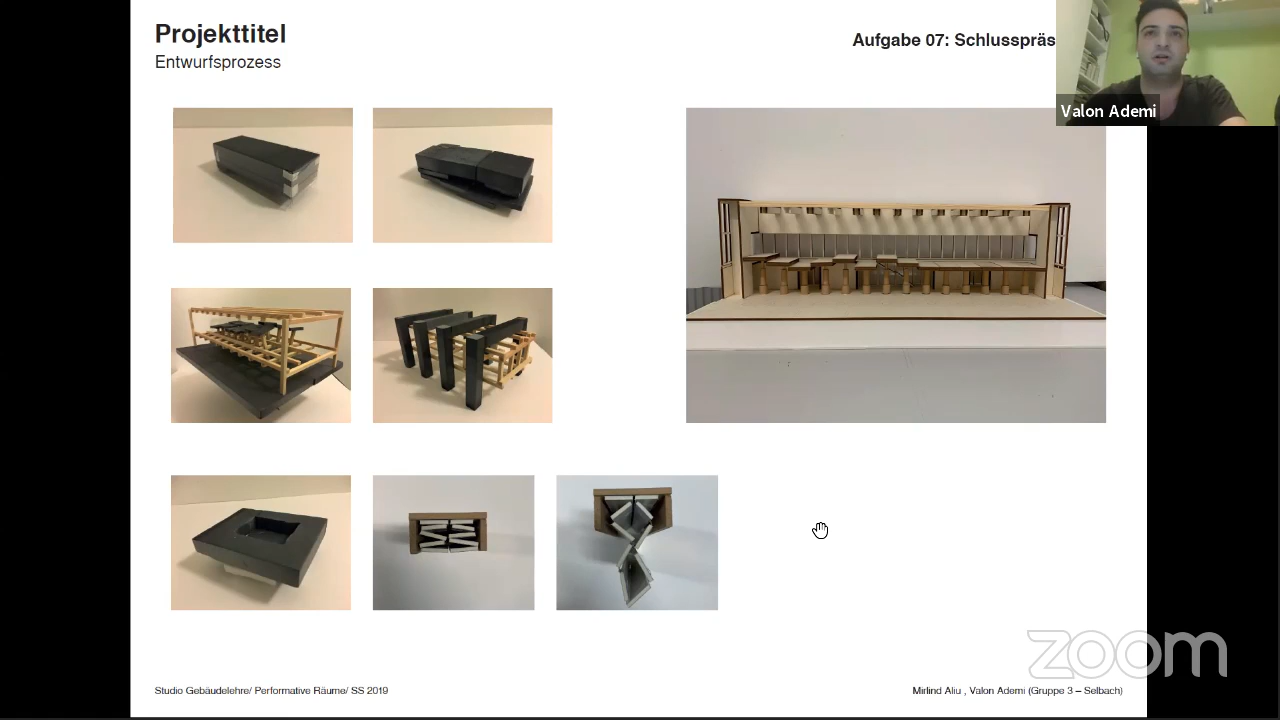 Projekttitel
Entwurfsprozess
Aufgabe 07: Schlusspräs
Valon Ademi
zoom
Studio Gebäudelehre/ Performative Räume/ SS 2019
Mirlind Aliu , Valon Ademi (Gruppe 3 – Selbach)